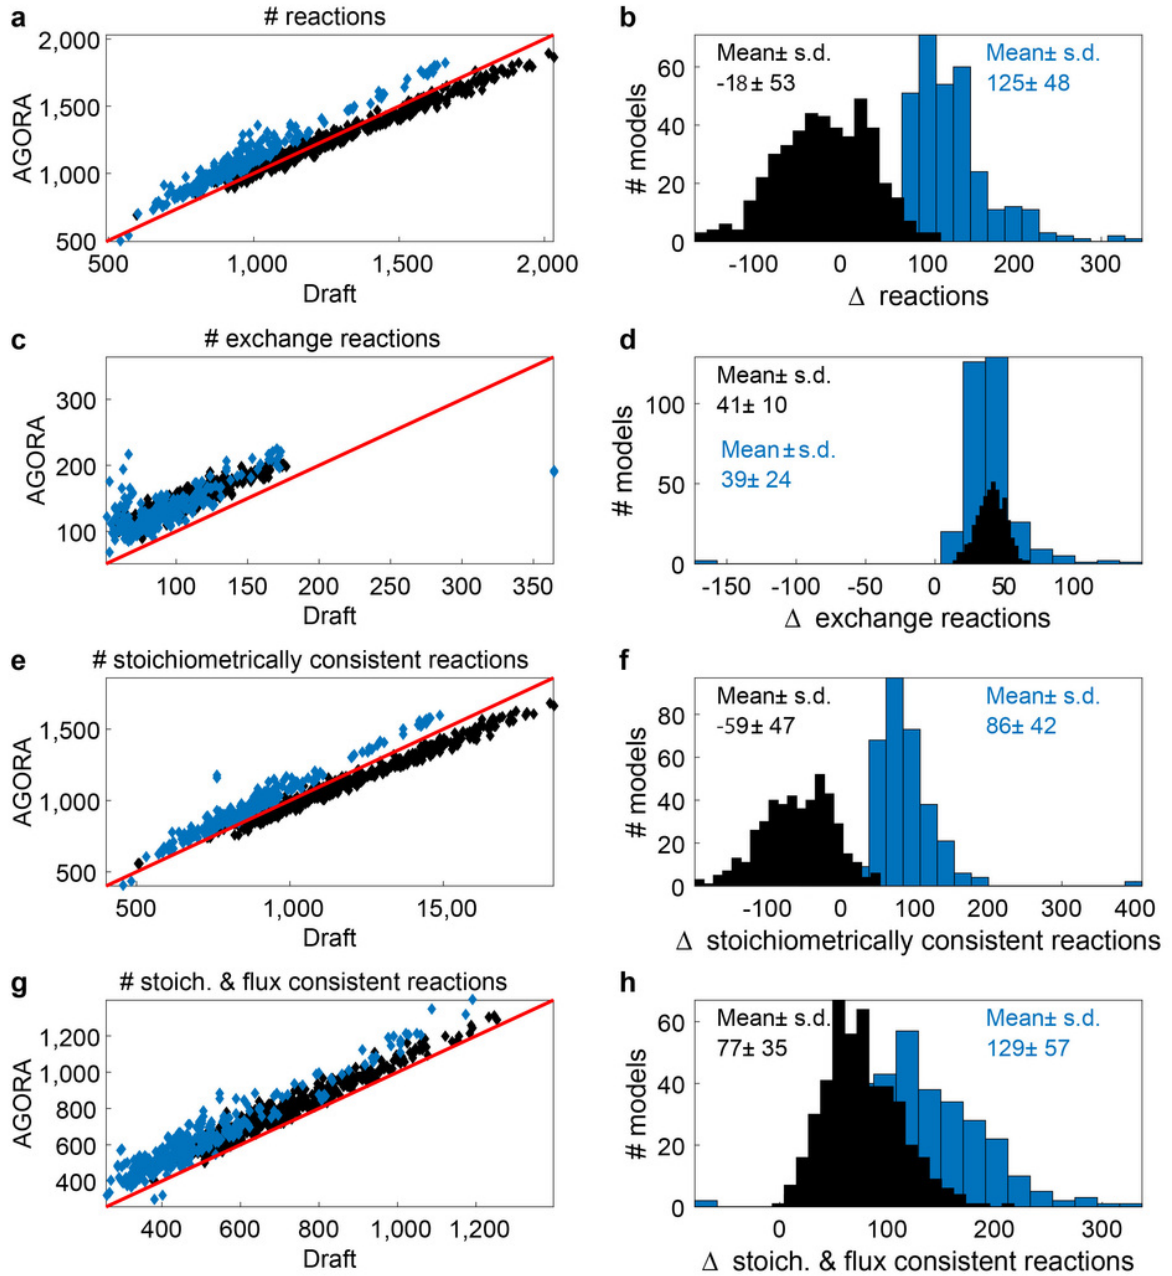 a
# reactions
2,000
1,500
1,000
500
AGORA
500
1,000
1,500
2,000
Draft
b
Mean± s.d.
-18± 53
Mean± s.d.
125± 48
60
40
20
0
# models
-100
0
100
200
300
Δ reactions
c
# exchange reactions
300
200
100
AGORA
100
150
200
250
300
350
Draft
d
Mean± s.d.
41± 10
Mean±s.d.
39± 24
100
50
0
# models
-150
-100
-50
0
50
100
Δ exchange reactions
e
# stoichiometrically consistent reactions
1,500
1,000
500
AGORA
500
1,000
15,00
Draft
f
Mean± s.d.
-59± 47
Mean± s.d.
86± 42
80
60
40
20
0
# models
-100
0
100
200
300
400
Δ stoichiometrically consistent reactions
g
# stoich. & flux consistent reactions
1,200
1,000
800
600
400
AGORA
400
600
800
1,000
1,200
Draft
h
Mean± s.d.
77± 35
Mean± s.d.
129± 57
60
40
20
0
# models
0
100
200
300
Δ stoich. & flux consistent reactions